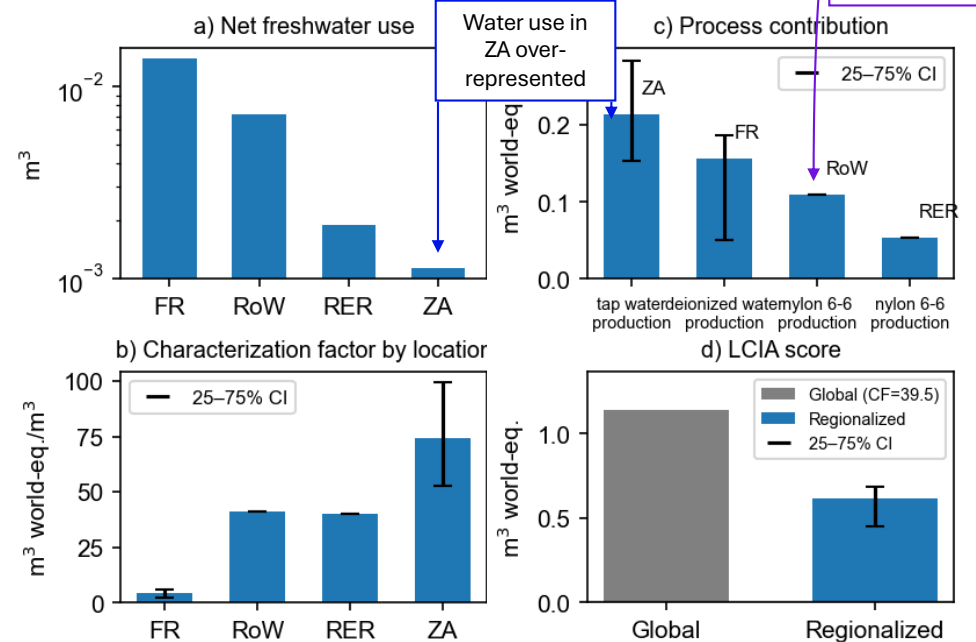 a) Net freshwater use
m³
10⁻²
10⁻³
FR RoW RER ZA
Water use in
ZA over-
represented
c) Process contribution
25–75% CI
m³ world-eq
0.2
0.1
0.0
ZA
FR
RoW
RER
tap water
production
deionized water
production
nylon 6-6
production
nylon 6-6
production
b) Characterization factor by location
25–75% CI
m³ world-eq./m³
100
75
50
25
0
FR RoW RER ZA
d) LCIA score
Global (CF=39.5)
Regionalized
25–75% CI
m³ world-eq.
1.0
0.5
0.0
Global Regionalized